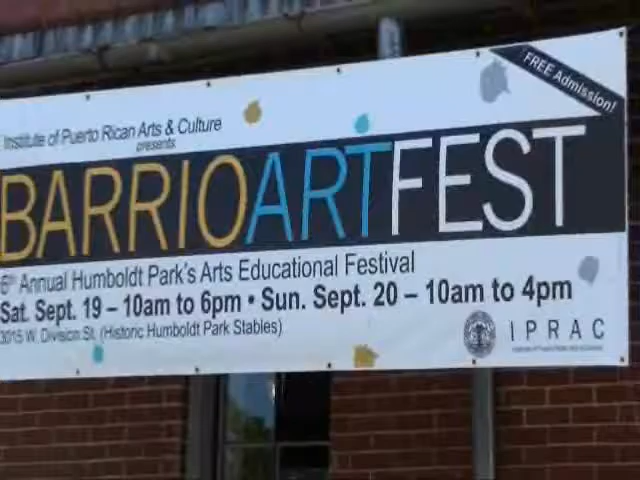 FREE Admission!
Institute of Puerto Rican Arts & Culture
presents
BARRIOARTFEST
6th Annual Humboldt Park's Arts Educational Festival
Sat. Sept. 19 – 10am to 6pm • Sun. Sept. 20 – 10am to 4pm
3015 W. Division St. (Historic Humboldt Park Stables)
IPRAC